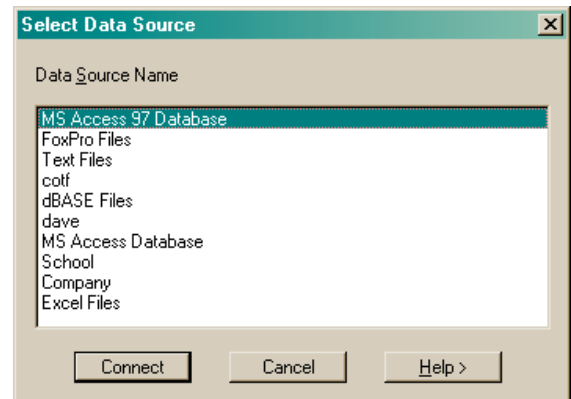 Select Data Source
Data Source Name
MS Access 97 Database
FoxPro Files
Text Files
cotf
dBASE Files
dave
MS Access Database
School
Company
Excel Files
Connect Cancel Help >